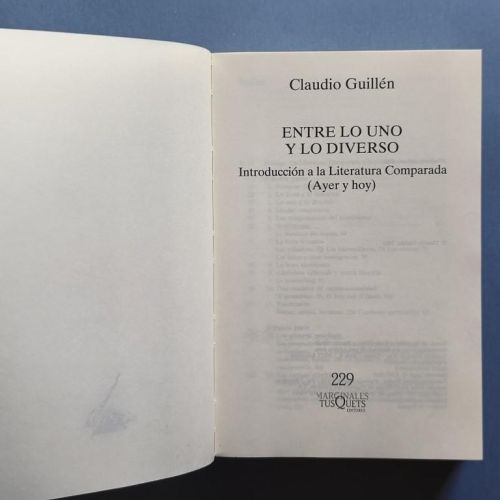 Claudio Guillén
ENTRE LO UNO
Y LO DIVERSO
Introducción a la Literatura Comparada
(Ayer y hoy)
229
MARGINALES
TUSQUETS
EDITORES